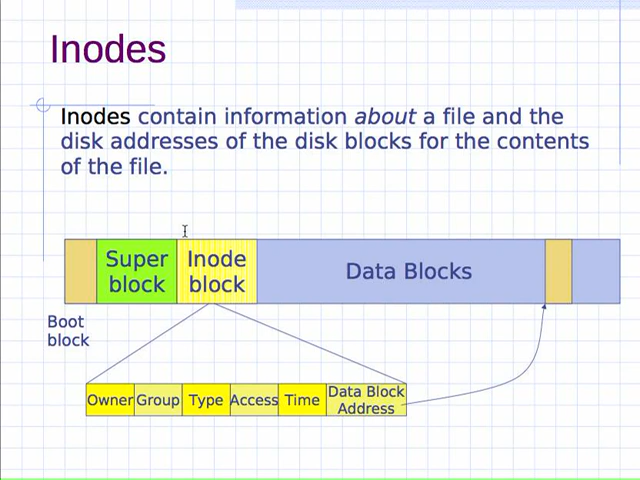 Inodes
Inodes contain information about a file and the
disk addresses of the disk blocks for the contents
of the file.
Super
block
Inode
block
Data Blocks
Boot
block
Owner
Group
Type
Access
Time
Data Block
Address